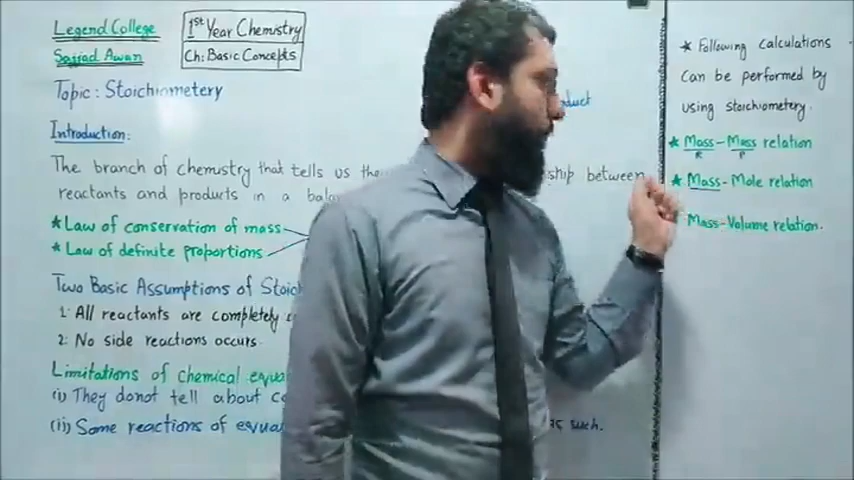 Legend College
Sajjad Awan
1st Year Chemistry
Ch: Basic Concepts
Topic: Stoichiometery
Introduction:
The branch of chemistry that tells us the
between
reactants and products in a
*Law of conservation of mass
*Law of definite proportions
Two Basic Assumptions of
1: All reactants are completely
2: No side reactions occurs.
Limitations of chemical
(i) They donot tell about
(ii) Some reactions of
such.
* Following calculations
can be performed by
using stoichiometery.
* Mass-Mass relation
R P
* Mass-Mole relation
Mass-Volume relation.